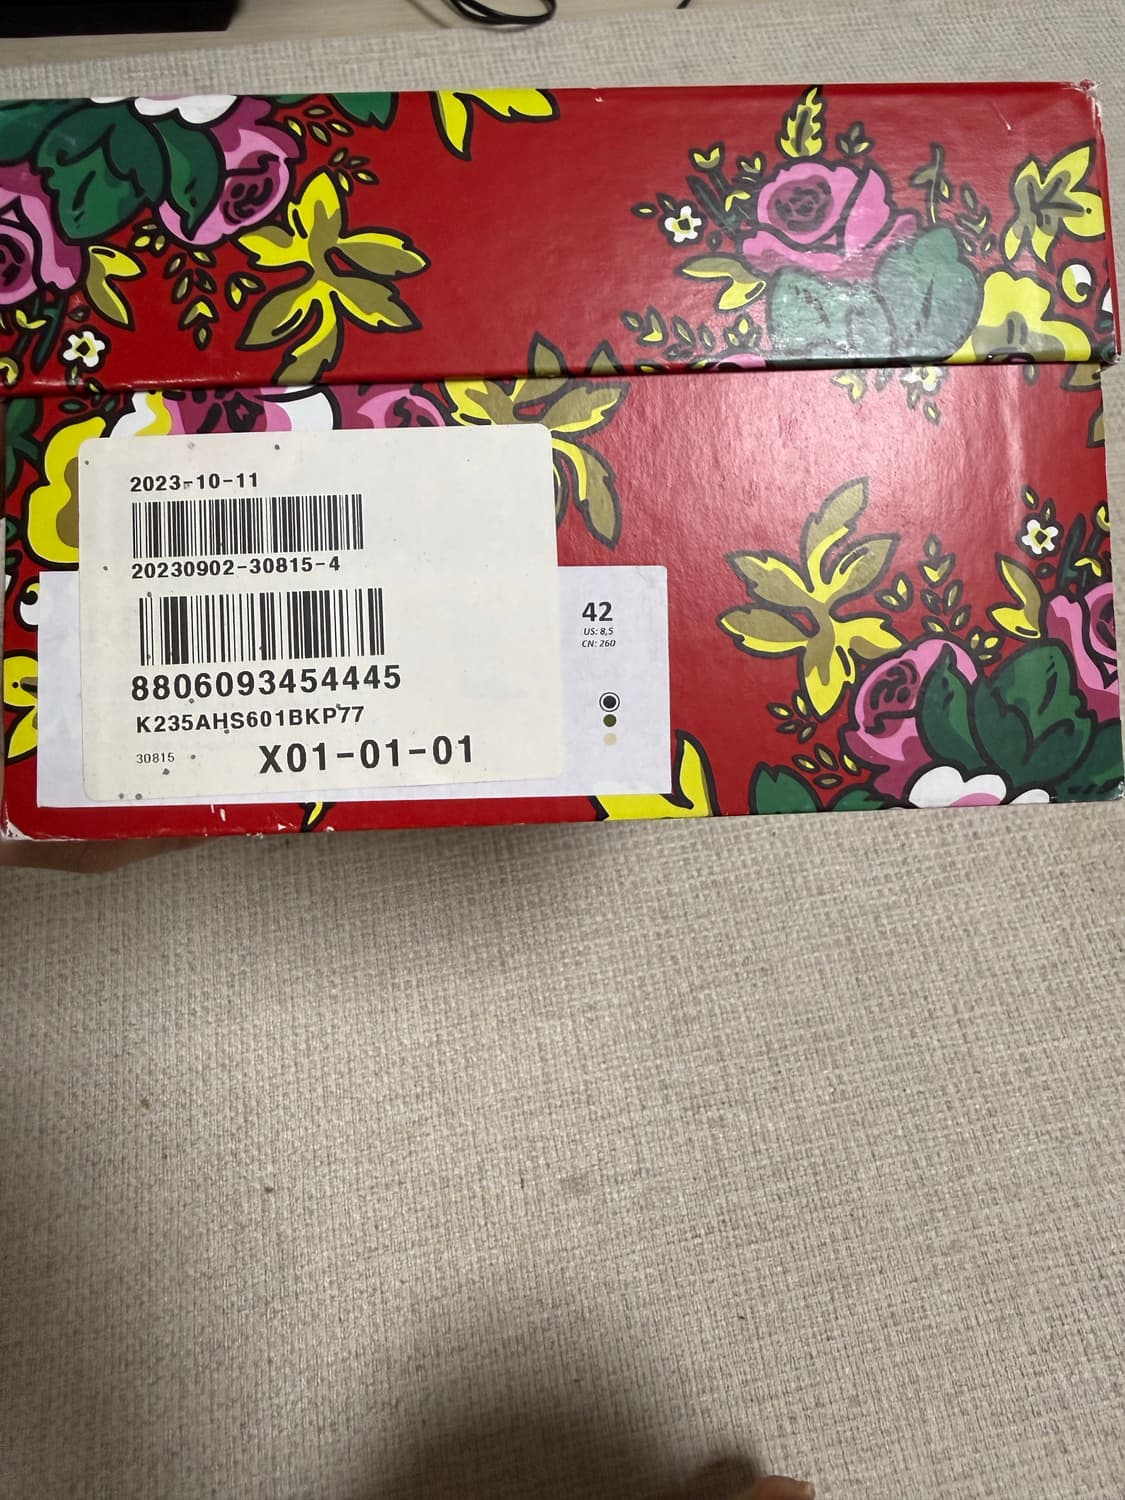 2023-10-11
20230902-30815-4
8806093454445
K235AHS601BKP77
30815
X01-01-01
42
US: 8,5
CN: 260